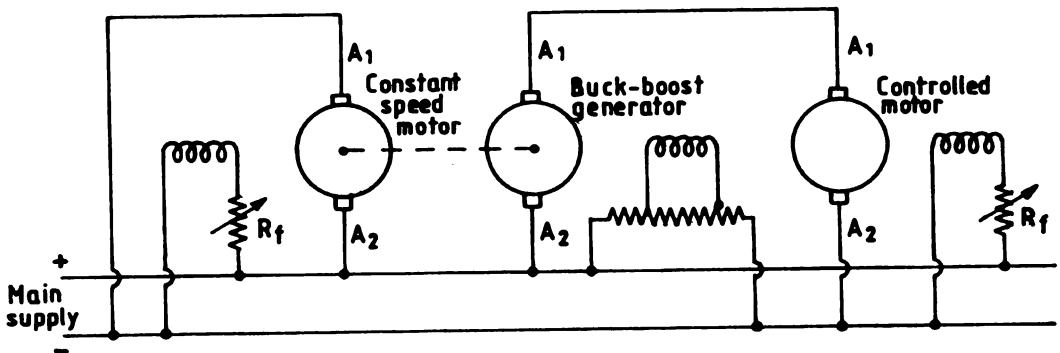 A1
Constant
speed
motor
A2
Rf
A1
Buck-boost
generator
A2
A1
Controlled
motor
A2
Rf
+
Main
supply
-